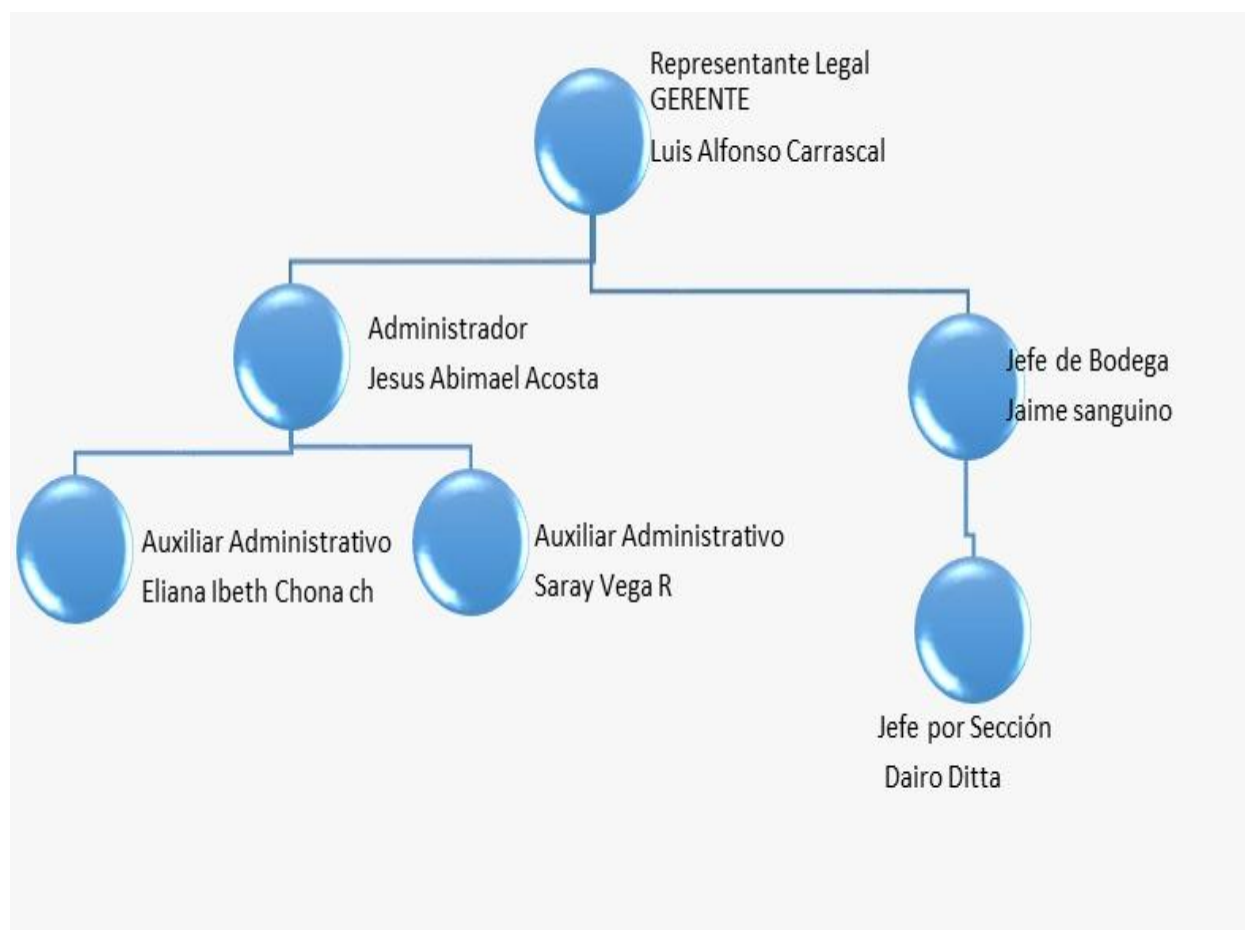 Representante Legal
GERENTE
Luis Alfonso Carrascal
Administrador
Jesus Abimael Acosta
Jefe de Bodega
Jaime sanguino
Auxiliar Administrativo
Eliana Ibeth Chona ch
Auxiliar Administrativo
Saray Vega R
Jefe por Sección
Dairo Ditta